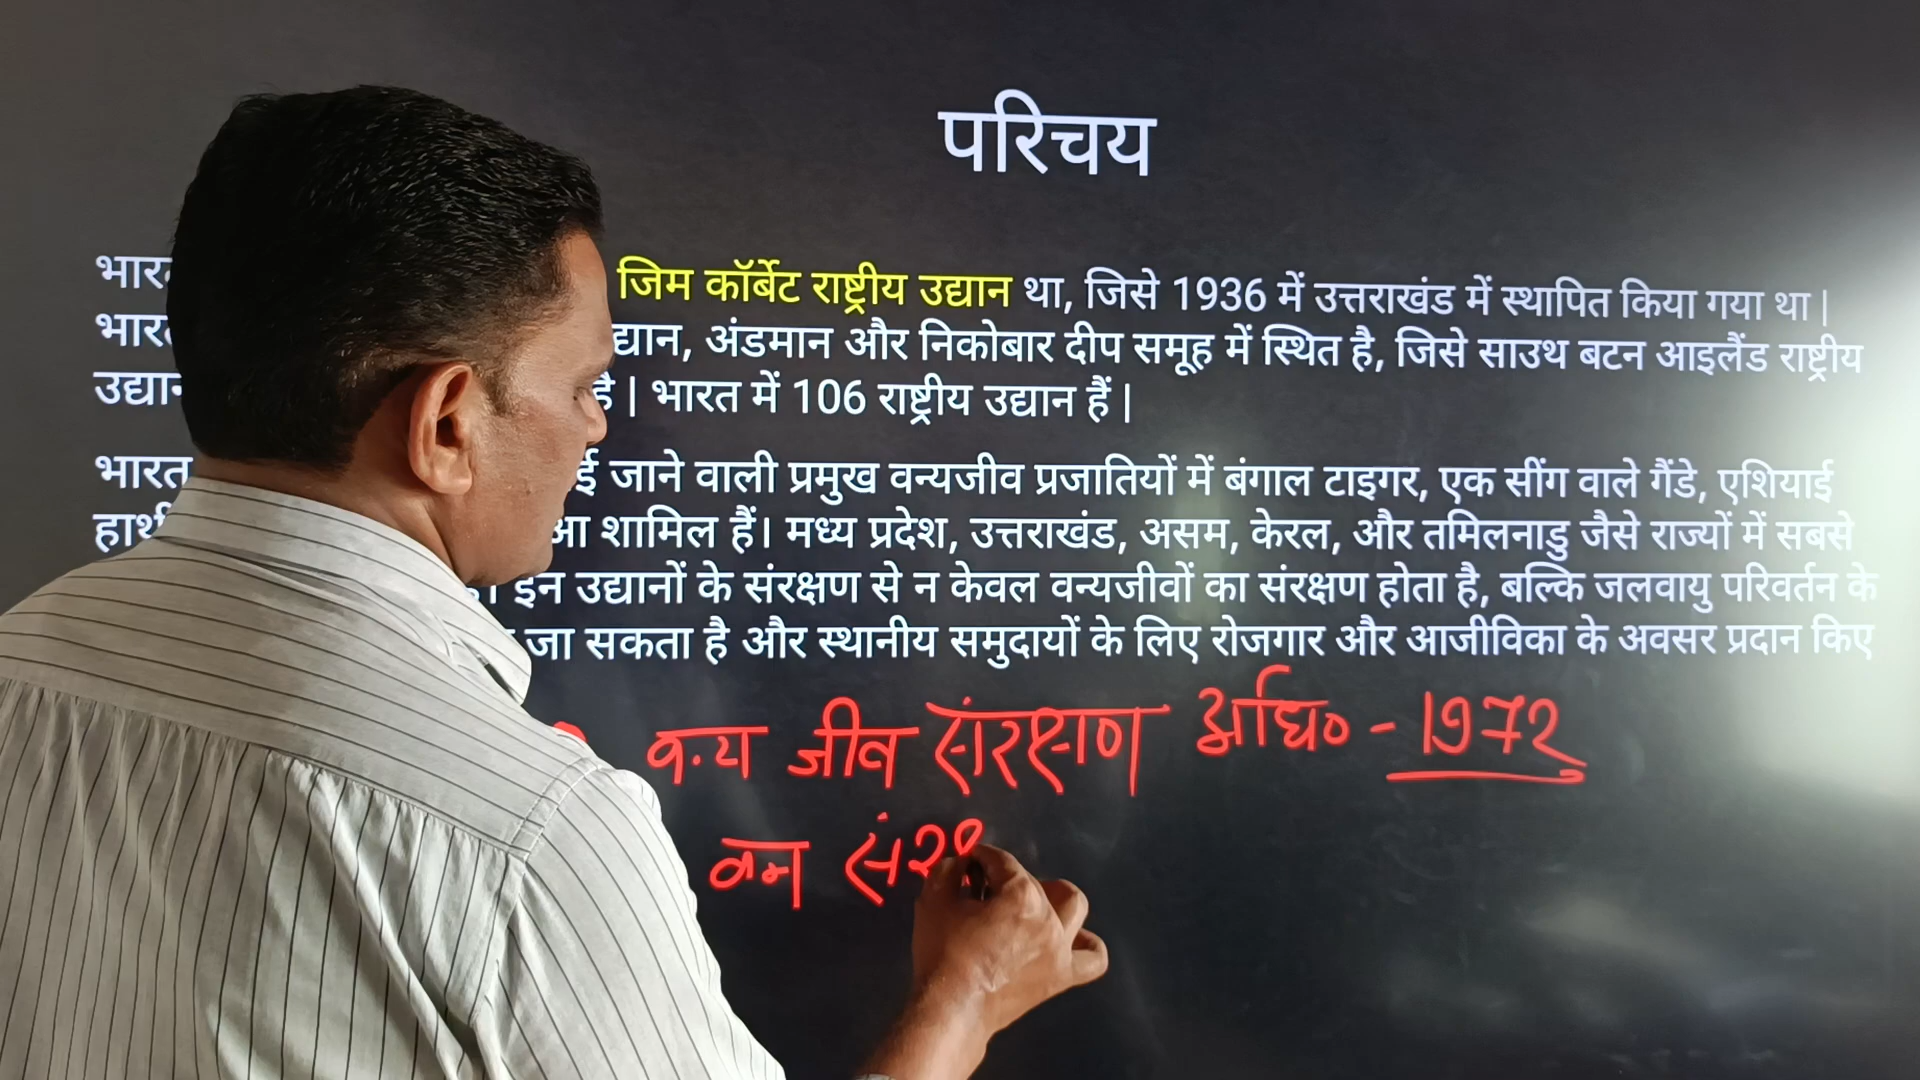 परिचय
जिम कॉर्बेट राष्ट्रीय उद्यान था, जिसे 1936 में उत्तराखंड में स्थापित किया गया था |
अंडमान और निकोबार दीप समूह में स्थित है, जिसे साउथ बटन आइलैंड राष्ट्रीय
है | भारत में 106 राष्ट्रीय उद्यान हैं |
भारत जाने वाली प्रमुख वन्यजीव प्रजातियों में बंगाल टाइगर, एक सींग वाले गैंडे, एशियाई
शामिल हैं। मध्य प्रदेश, उत्तराखंड, असम, केरल, और तमिलनाडु जैसे राज्यों में सबसे
इन उद्यानों के संरक्षण से न केवल वन्यजीवों का संरक्षण होता है, बल्कि जलवायु परिवर्तन के
जा सकता है और स्थानीय समुदायों के लिए रोजगार और आजीविका के अवसर प्रदान किए
वन्य जीव संरक्षण अधि० - 1972
वन